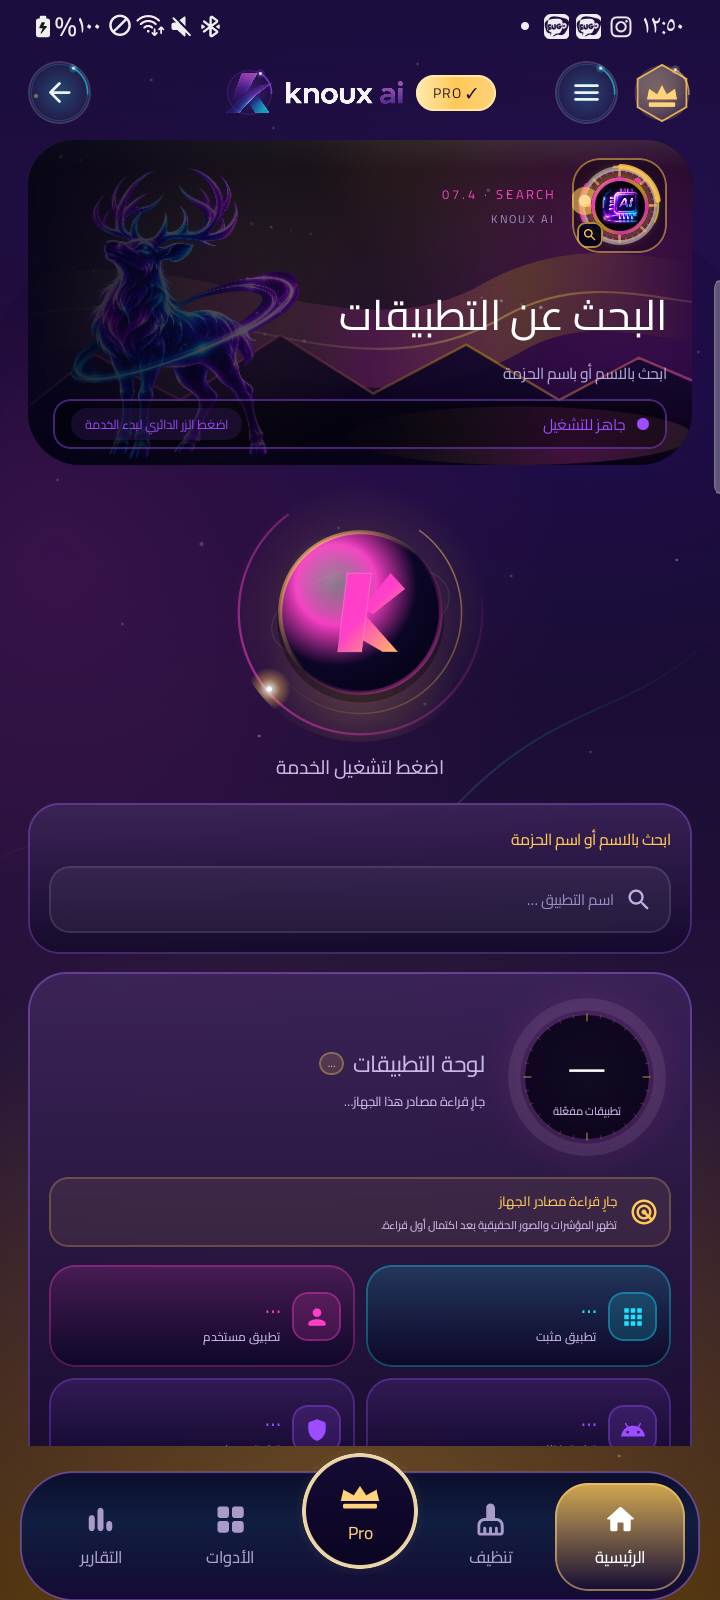 ١٢:٥٠
%١٠٠
knoux ai
PRO ✓
07.4 · SEARCH
KNOUX AI
البحث عن التطبيقات
ابحث بالاسم أو باسم الحزمة
جاهز للتشغيل
اضغط الزر الدائري لبدء الخدمة
اضغط لتشغيل الخدمة
ابحث بالاسم أو اسم الحزمة
اسم التطبيق ...
لوحة التطبيقات
...
جارٍ قراءة مصادر هذا الجهاز...
—
تطبيقات مفعّلة
جارٍ قراءة مصادر الجهاز
تظهر المؤشرات والصور الحقيقية بعد اكتمال أول قراءة.
...
تطبيق مثبت
...
تطبيق مستخدم
...
...
الرئيسية
تنظيف
Pro
الأدوات
التقارير